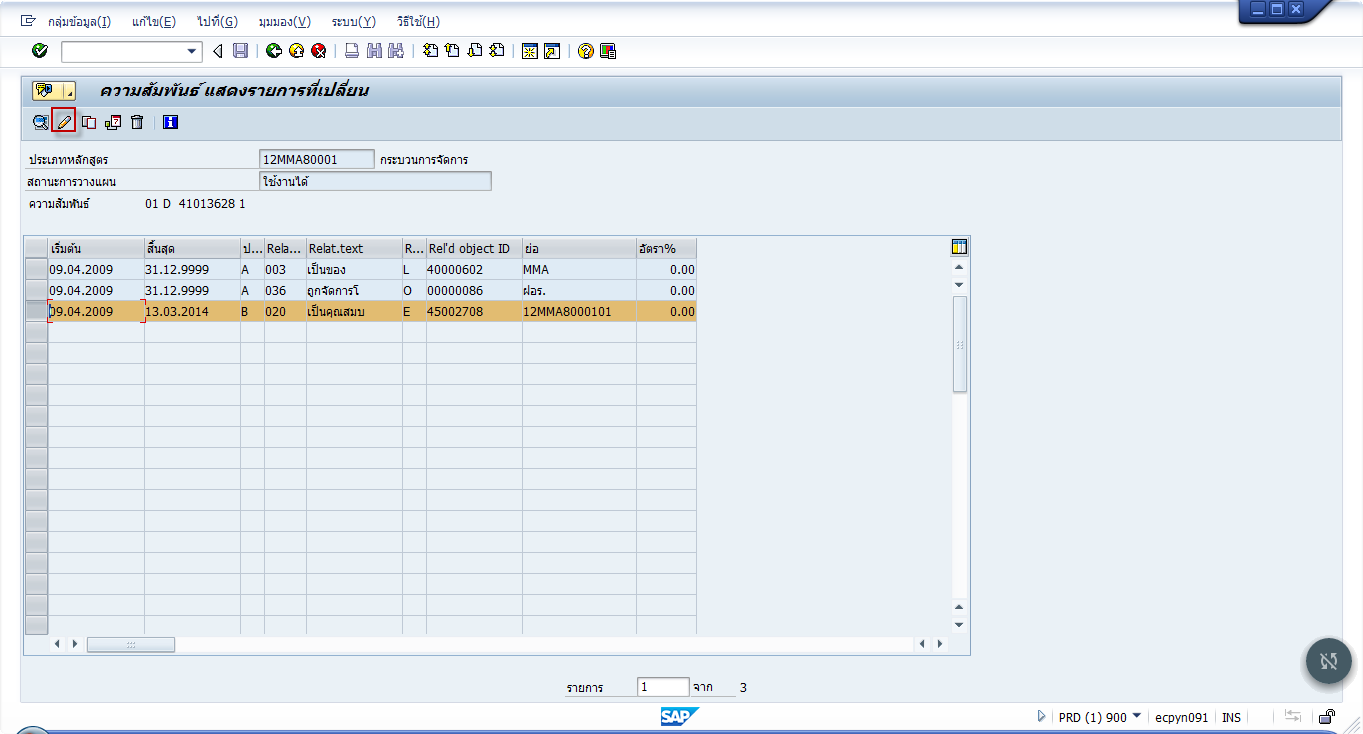 กลุ่มข้อมูล(I) แก้ไข(E) ไปที่(G) มุมมอง(V) ระบบ(Y) วิธีใช้(H)
ความสัมพันธ์ แสดงรายการที่เปลี่ยน
ประเภทหลักสูตร 12MMA80001 กระบวนการจัดการ
สถานะการวางแผน ใช้งานได้
ความสัมพันธ์ 01 D 41013628 1
เริ่มต้น สิ้นสุด ป... Rela... Relat.text R... Rel'd object ID ย่อ อัตรา%
09.04.2009 31.12.9999 A 003 เป็นของ L 40000602 MMA 0.00
09.04.2009 31.12.9999 A 036 ถูกจัดการโ O 00000086 ฝอร. 0.00
09.04.2009 13.03.2014 B 020 เป็นคุณสมบ E 45002708 12MMA8000101 0.00
รายการ 1 จาก 3
SAP
PRD (1) 900 ecpyn091 INS